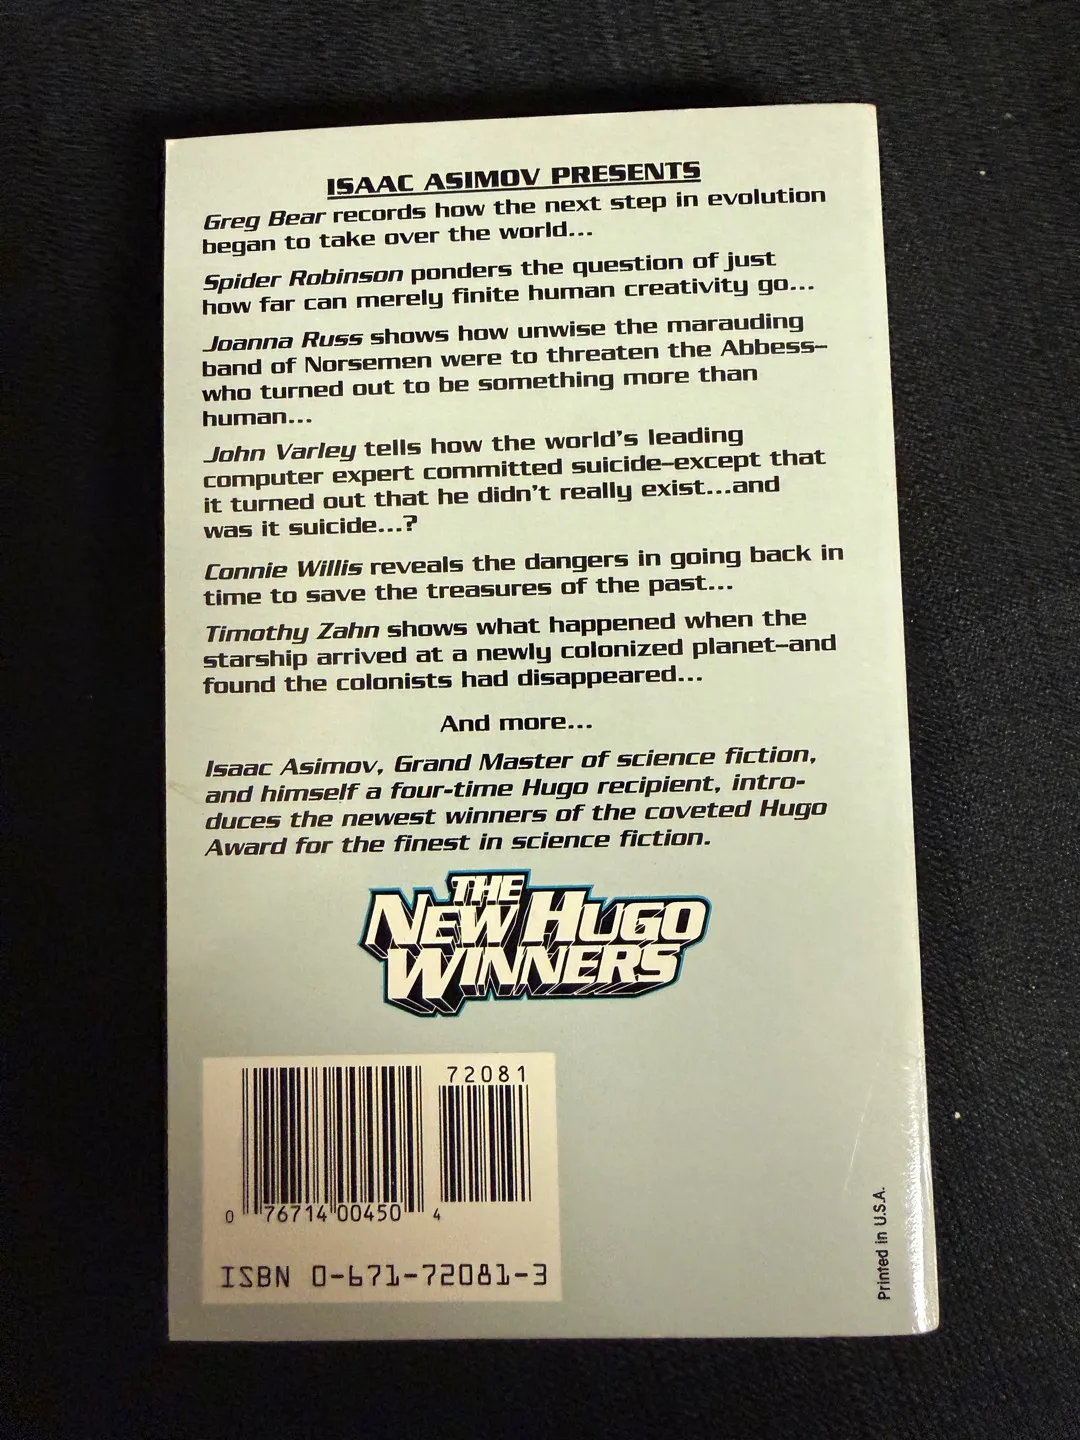 ISAAC ASIMOV PRESENTS
Greg Bear records how the next step in evolution
began to take over the world...
Spider Robinson ponders the question of just
how far can merely finite human creativity go...
Joanna Russ shows how unwise the marauding
band of Norsemen were to threaten the Abbess–
who turned out to be something more than
human...
John Varley tells how the world's leading
computer expert committed suicide–except that
it turned out that he didn't really exist...and
was it suicide...?
Connie Willis reveals the dangers in going back in
time to save the treasures of the past...
Timothy Zahn shows what happened when the
starship arrived at a newly colonized planet–and
found the colonists had disappeared...
And more...
Isaac Asimov, Grand Master of science fiction,
and himself a four-time Hugo recipient, intro-
duces the newest winners of the coveted Hugo
Award for the finest in science fiction.
THE
NEW HUGO
WINNERS
72081
0 76714 00450 4
ISBN 0-671-72081-3
Printed in U.S.A.